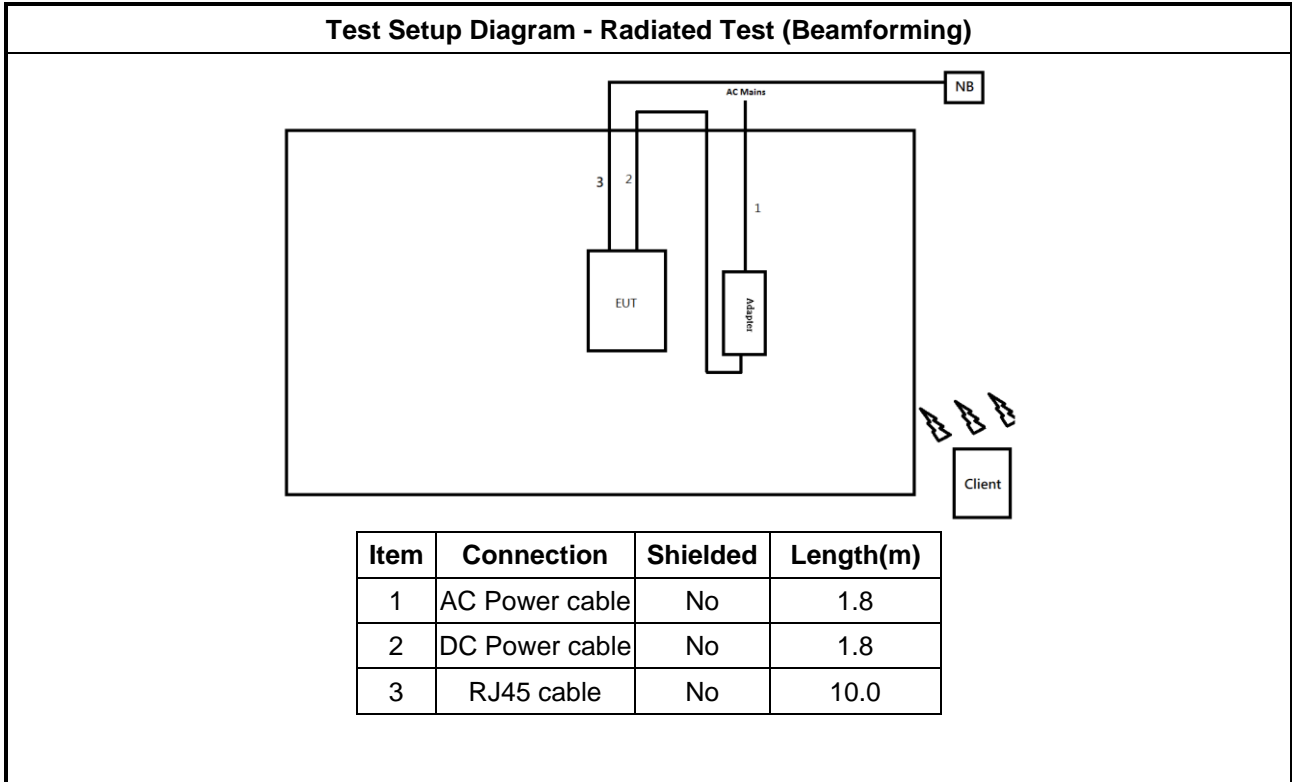 Test Setup Diagram - Radiated Test (Beamforming)
NB
AC Mains
3
2
1
EUT
Adapter
Client
Item Connection Shielded Length(m)
1 AC Power cable No 1.8
2 DC Power cable No 1.8
3 RJ45 cable No 10.0